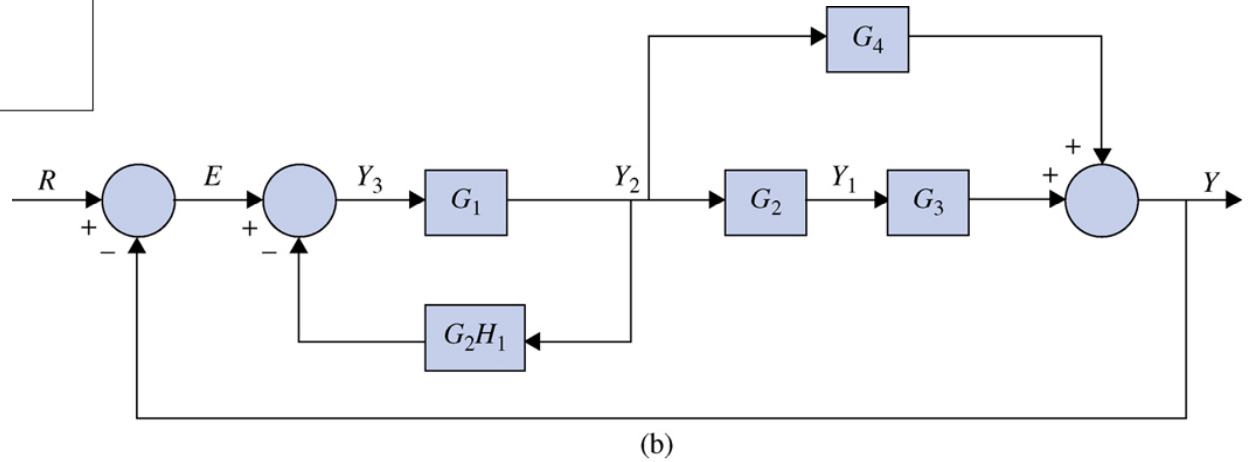 G4
R
E
Y3
G1
Y2
G2
Y1
G3
Y
+
+
+
−
+
−
G2H1
(b)